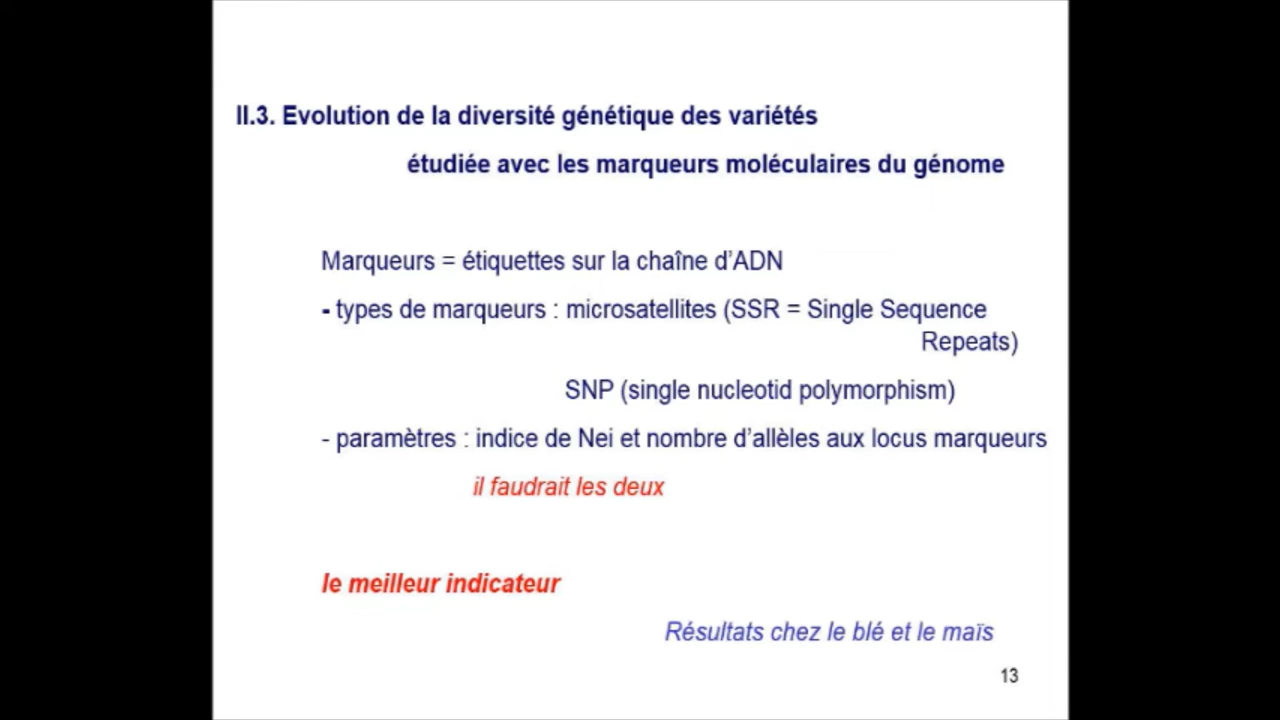 II.3. Evolution de la diversité génétique des variétés
étudiée avec les marqueurs moléculaires du génome
Marqueurs = étiquettes sur la chaîne d'ADN
- types de marqueurs : microsatellites (SSR = Single Sequence
Repeats)
SNP (single nucleotid polymorphism)
- paramètres : indice de Nei et nombre d'allèles aux locus marqueurs
il faudrait les deux
le meilleur indicateur
Résultats chez le blé et le maïs
13